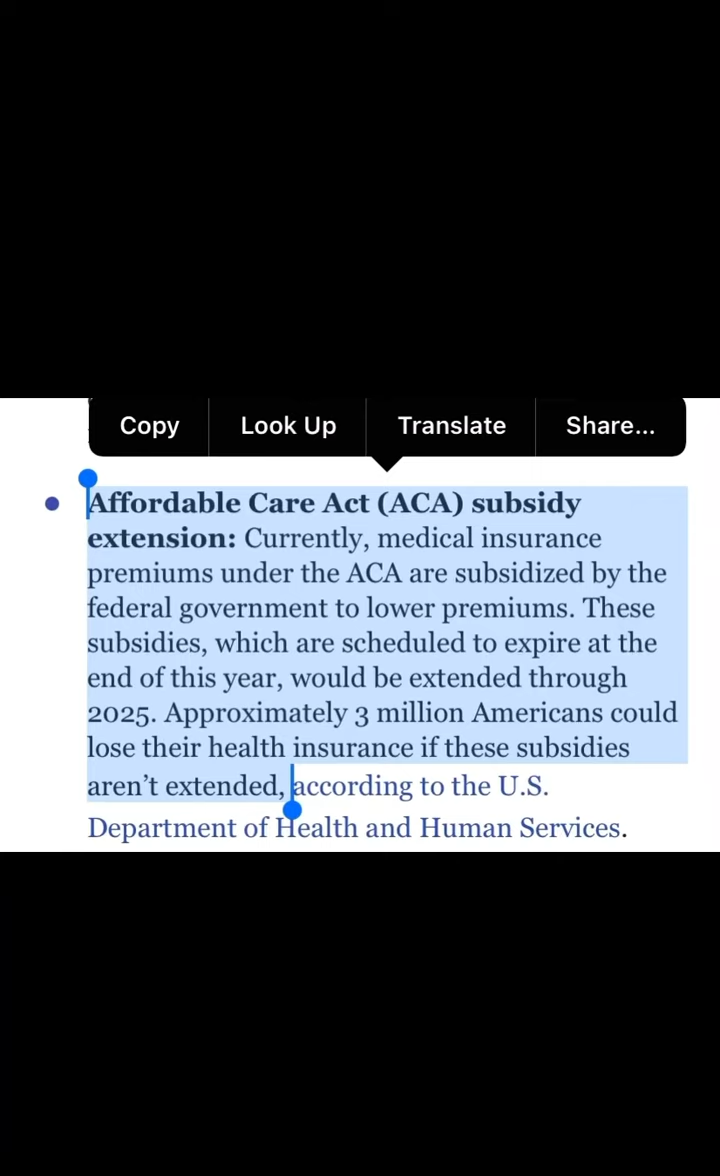 Copy Look Up Translate Share...
Affordable Care Act (ACA) subsidy
extension: Currently, medical insurance
premiums under the ACA are subsidized by the
federal government to lower premiums. These
subsidies, which are scheduled to expire at the
end of this year, would be extended through
2025. Approximately 3 million Americans could
lose their health insurance if these subsidies
aren’t extended, according to the U.S.
Department of Health and Human Services.